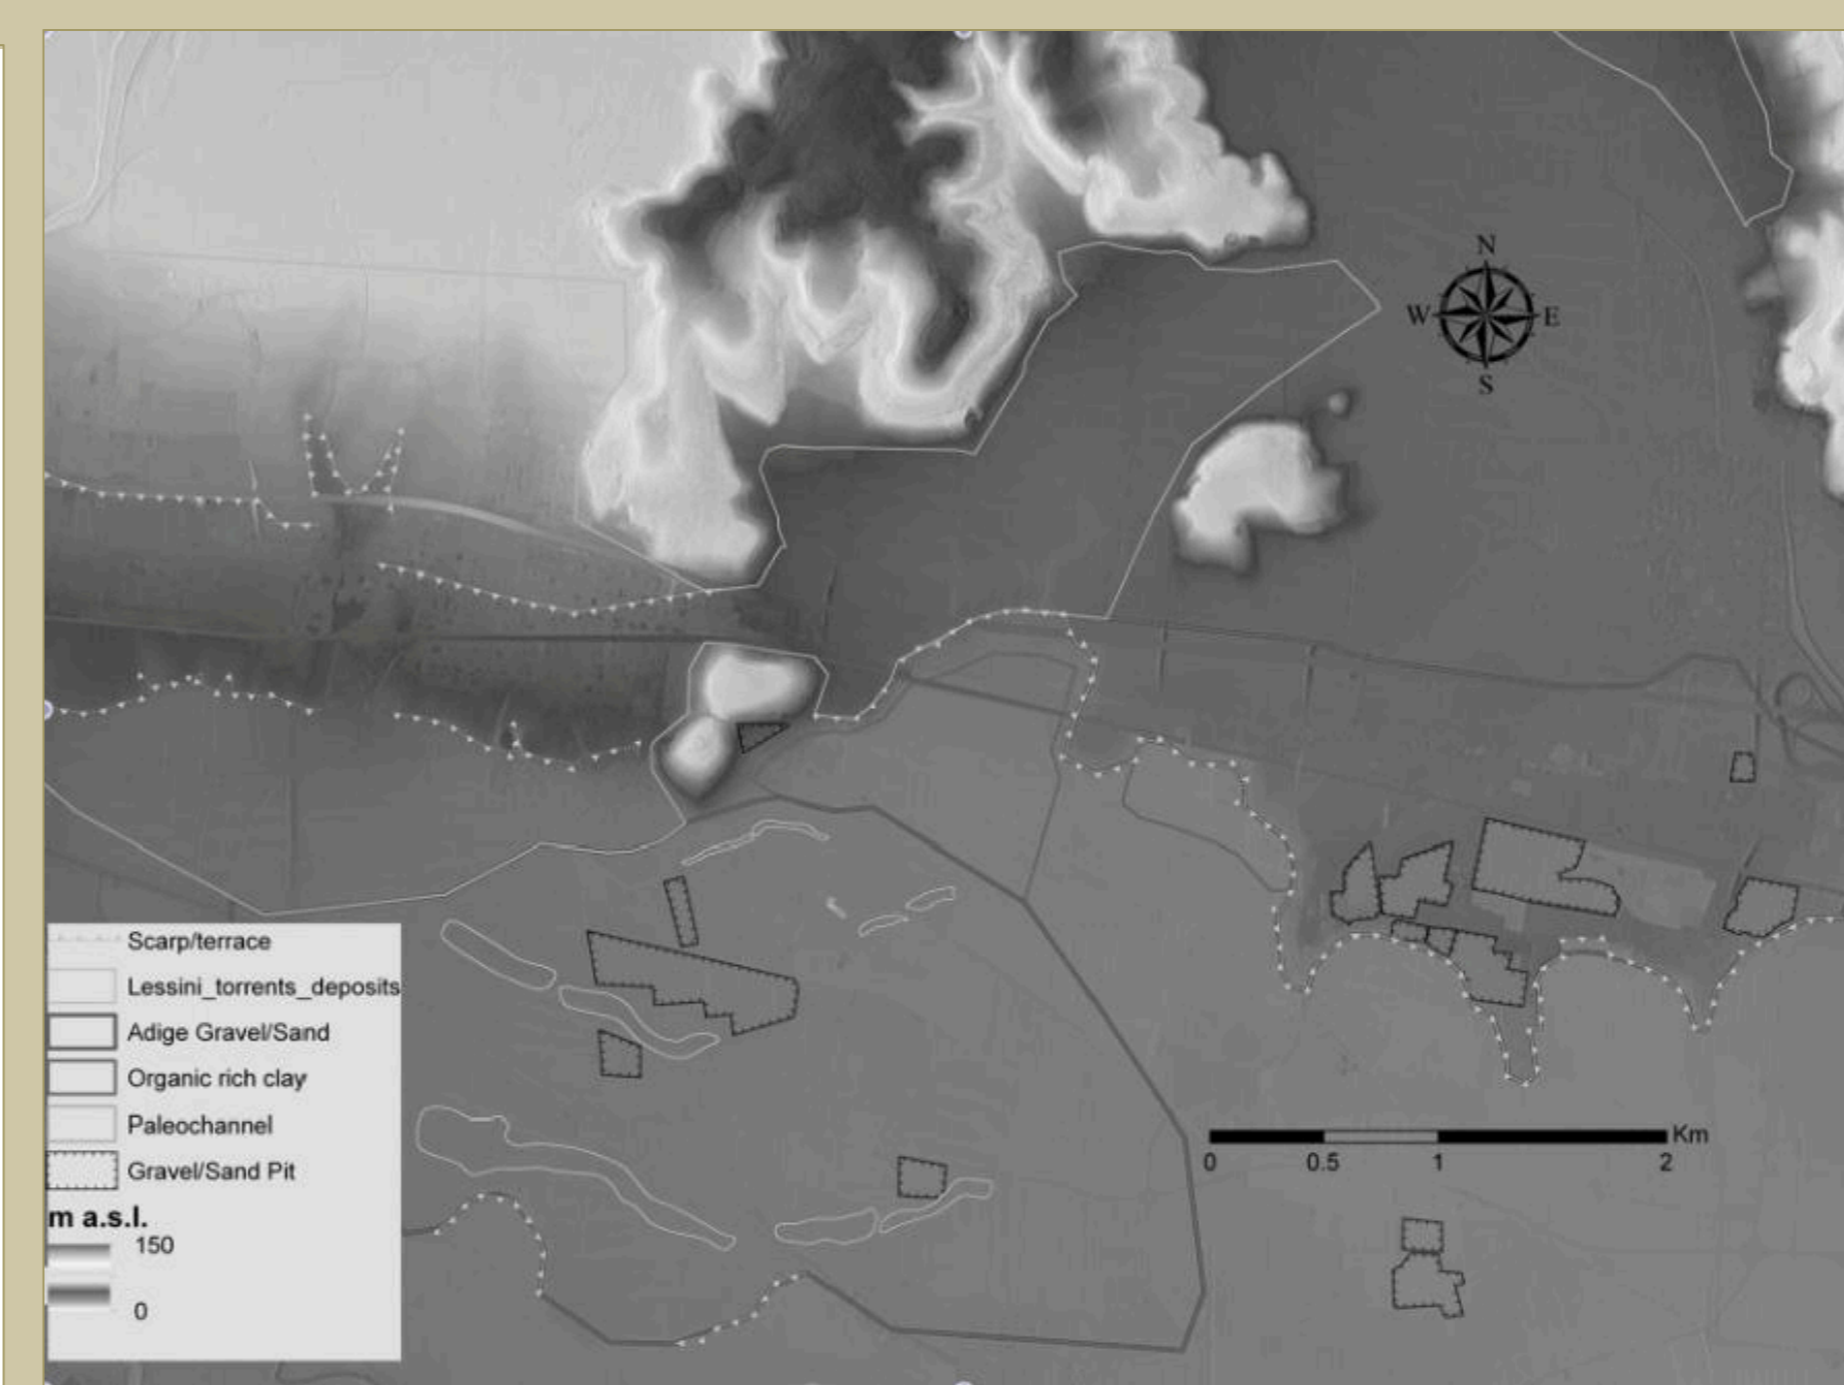 N
W E
S
Scarp/terrace
Lessini_torrents_deposits
Adige Gravel/Sand
Organic rich clay
Paleochannel
Gravel/Sand Pit
m a.s.l.
150
0
Km
0 0.5 1 2